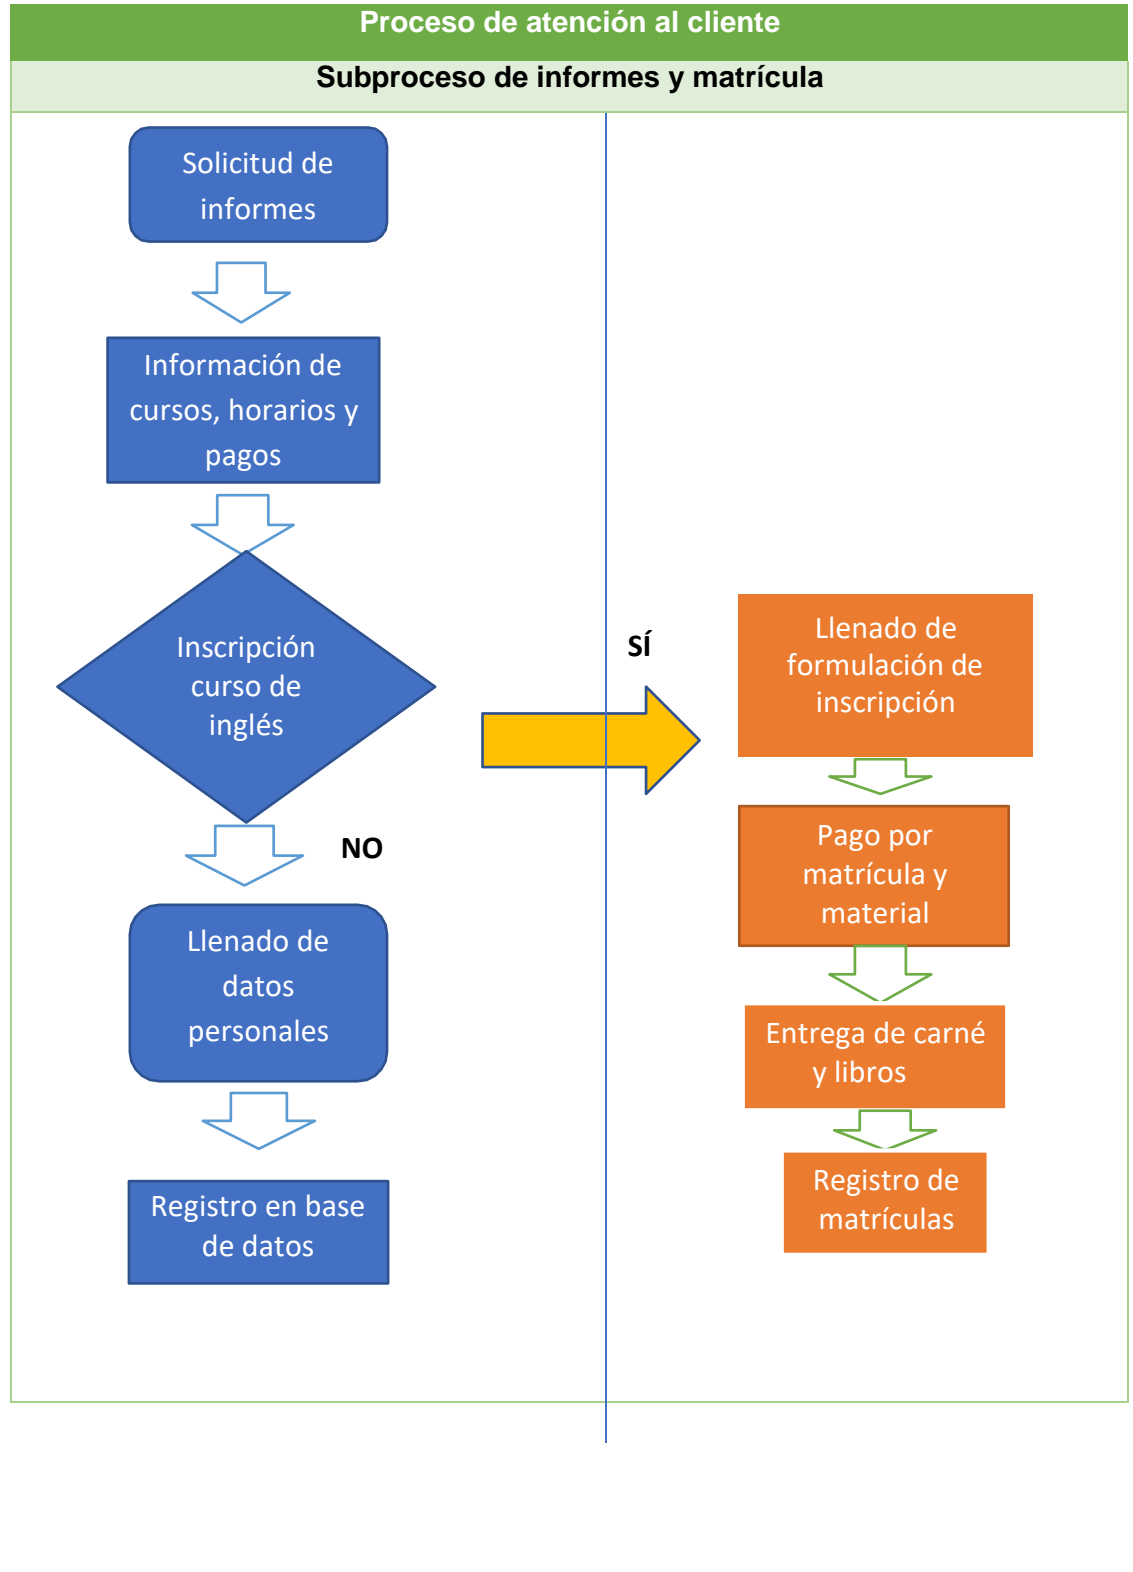 Proceso de atención al cliente
Subproceso de informes y matrícula
Solicitud de
informes
Información de
cursos, horarios y
pagos
Inscripción
curso de
inglés
NO
Llenado de
datos
personales
Registro en base
de datos
SÍ
Llenado de
formulación de
inscripción
Pago por
matrícula y
material
Entrega de carné
y libros
Registro de
matrículas